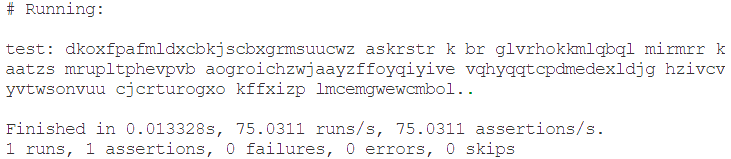 # Running:
test: dkoxfpafmldxcbkjscbxgrmsuucwz askrstr k br glvrhokkmlqbql mirmrr k
aatzs mrupltphevpvb aogroichzwjaayzffoyqiyive vqhyqqtcpdmedexldjg hzivcv
yvtwsonvuu cjcrturogxo kffxizp lmcemgwewcmbol..
Finished in 0.013328s, 75.0311 runs/s, 75.0311 assertions/s.
1 runs, 1 assertions, 0 failures, 0 errors, 0 skips